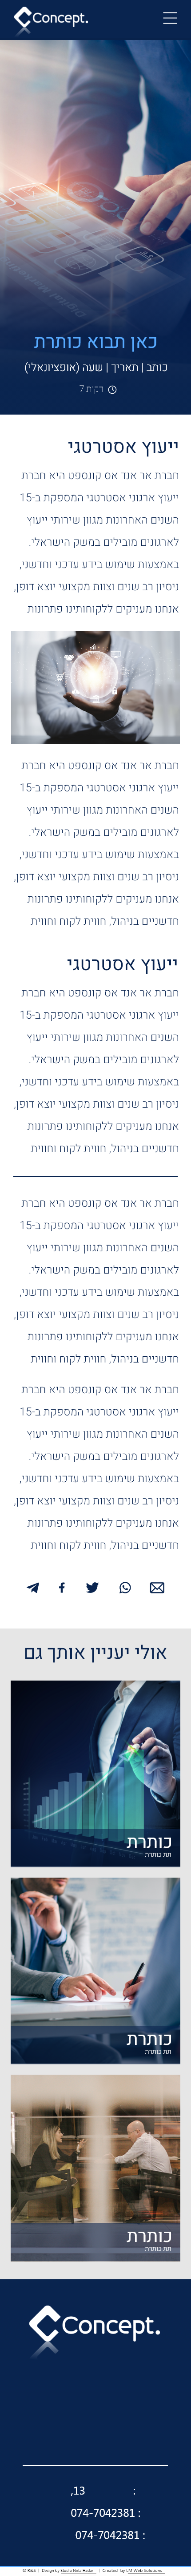 Concept.
כאן תבוא כותרת
כותב | תאריך | שעה (אופציונאלי)
7 דקות
ייעוץ אסטרטגי
חברת אר אנד אס קונספט היא חברת
ייעוץ ארגוני אסטרטגי המספקת ב-15
השנים האחרונות מגוון שירותי ייעוץ
לארגונים מובילים במשק הישראלי.
באמצעות שימוש בידע עדכני וחדשני,
ניסיון רב שנים וצוות מקצועי יוצא דופן,
אנחנו מעניקים ללקוחותינו פתרונות
חברת אר אנד אס קונספט היא חברת
ייעוץ ארגוני אסטרטגי המספקת ב-15
השנים האחרונות מגוון שירותי ייעוץ
לארגונים מובילים במשק הישראלי.
באמצעות שימוש בידע עדכני וחדשני,
ניסיון רב שנים וצוות מקצועי יוצא דופן,
אנחנו מעניקים ללקוחותינו פתרונות
חדשניים בניהול, חווית לקוח וחווית
ייעוץ אסטרטגי
חברת אר אנד אס קונספט היא חברת
ייעוץ ארגוני אסטרטגי המספקת ב-15
השנים האחרונות מגוון שירותי ייעוץ
לארגונים מובילים במשק הישראלי.
באמצעות שימוש בידע עדכני וחדשני,
ניסיון רב שנים וצוות מקצועי יוצא דופן,
אנחנו מעניקים ללקוחותינו פתרונות
חדשניים בניהול, חווית לקוח וחווית
חברת אר אנד אס קונספט היא חברת
ייעוץ ארגוני אסטרטגי המספקת ב-15
השנים האחרונות מגוון שירותי ייעוץ
לארגונים מובילים במשק הישראלי.
באמצעות שימוש בידע עדכני וחדשני,
ניסיון רב שנים וצוות מקצועי יוצא דופן,
אנחנו מעניקים ללקוחותינו פתרונות
חדשניים בניהול, חווית לקוח וחווית
חברת אר אנד אס קונספט היא חברת
ייעוץ ארגוני אסטרטגי המספקת ב-15
השנים האחרונות מגוון שירותי ייעוץ
לארגונים מובילים במשק הישראלי.
באמצעות שימוש בידע עדכני וחדשני,
ניסיון רב שנים וצוות מקצועי יוצא דופן,
אנחנו מעניקים ללקוחותינו פתרונות
חדשניים בניהול, חווית לקוח וחווית
אולי יעניין אותך גם
כותרת
תת כותרת
כותרת
תת כותרת
כותרת
תת כותרת
Concept.
,13 :
074-7042381 :
074-7042381 :
© R&S | Design by Studio Neta Hadar | Created by UM Web Solutions